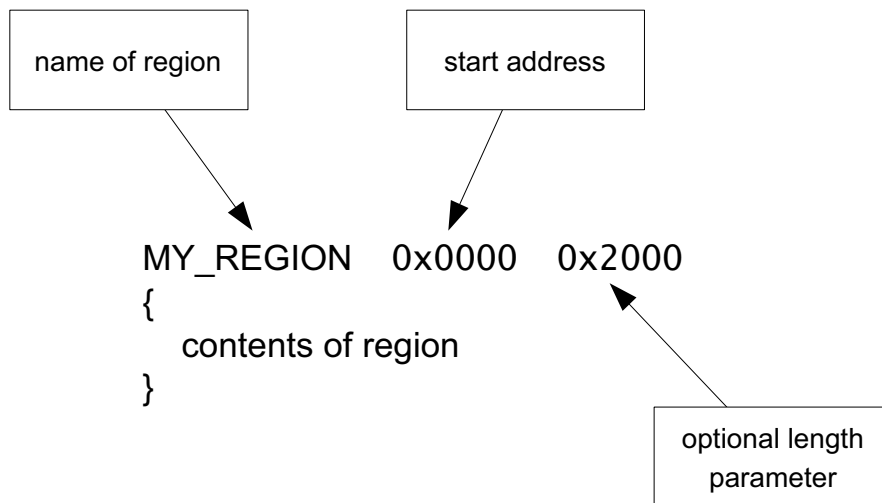 name of region
start address
MY_REGION 0x0000 0x2000
{
contents of region
}
optional length
parameter